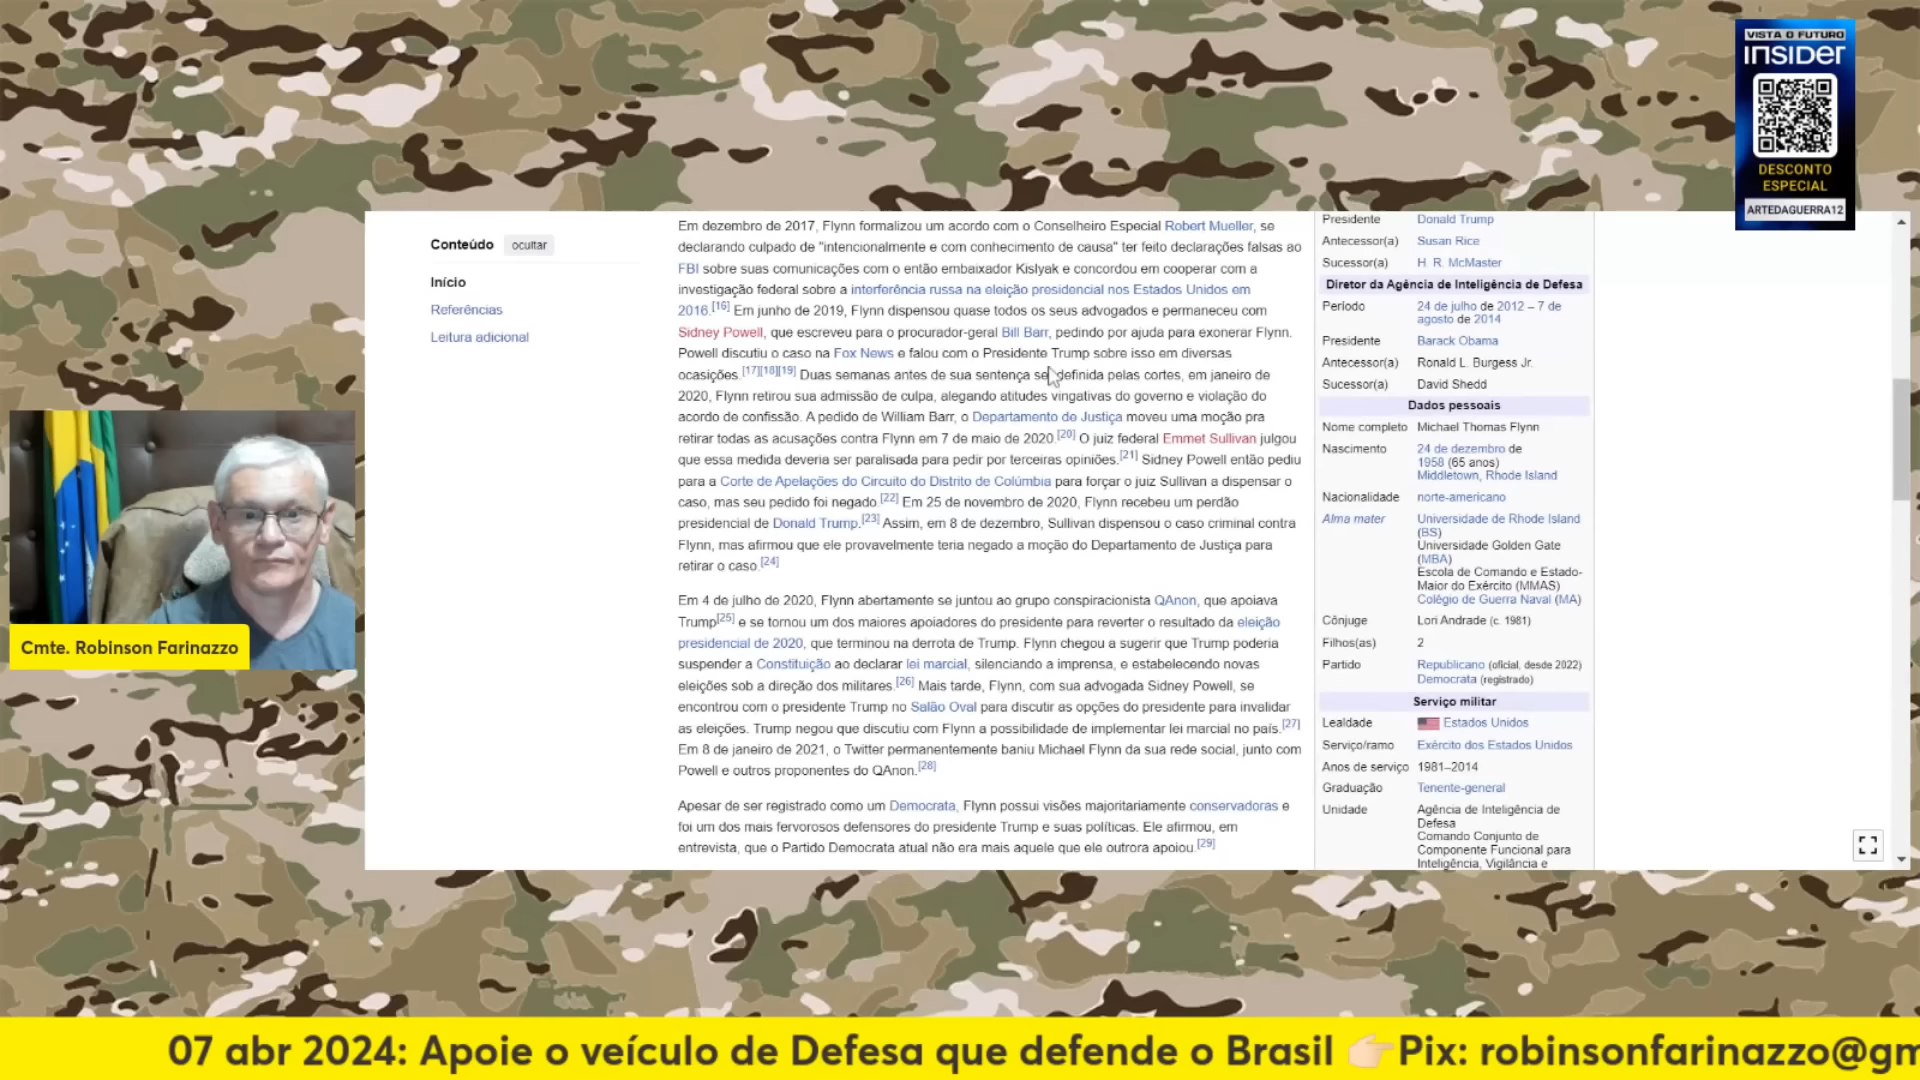 VISTA O FUTURO
INSIDER
DESCONTO
ESPECIAL
ARTEDAGUERRA12
Conteúdo ocultar
Início
Referências
Leitura adicional
Em dezembro de 2017, Flynn formalizou um acordo com o Conselheiro Especial Robert Mueller, se
declarando culpado de "intencionalmente e com conhecimento de causa" ter feito declarações falsas ao
FBI sobre suas comunicações com o então embaixador Kislyak e concordou em cooperar com a
investigação federal sobre a interferência russa na eleição presidencial nos Estados Unidos em
2016.[16] Em junho de 2019, Flynn dispensou quase todos os seus advogados e permaneceu com
Sidney Powell, que escreveu para o procurador-geral Bill Barr, pedindo por ajuda para exonerar Flynn.
Powell discutiu o caso na Fox News e falou com o Presidente Trump sobre isso em diversas
ocasições.[17][18][19] Duas semanas antes de sua sentença se definida pelas cortes, em janeiro de
2020, Flynn retirou sua admissão de culpa, alegando atitudes vingativas do governo e violação do
acordo de confissão. A pedido de William Barr, o Departamento de Justiça moveu uma moção pra
retirar todas as acusações contra Flynn em 7 de maio de 2020.[20] O juiz federal Emmet Sullivan julgou
que essa medida deveria ser paralisada para pedir por terceiras opiniões.[21] Sidney Powell então pediu
para a Corte de Apelações do Circuito do Distrito de Colúmbia para forçar o juiz Sullivan a dispensar o
caso, mas seu pedido foi negado.[22] Em 25 de novembro de 2020, Flynn recebeu um perdão
presidencial de Donald Trump.[23] Assim, em 8 de dezembro, Sullivan dispensou o caso criminal contra
Flynn, mas afirmou que ele provavelmente teria negado a moção do Departamento de Justiça para
retirar o caso.[24]
Em 4 de julho de 2020, Flynn abertamente se juntou ao grupo conspiracionista QAnon, que apoiava
Trump[25] e se tornou um dos maiores apoiadores do presidente para reverter o resultado da eleição
presidencial de 2020, que terminou na derrota de Trump. Flynn chegou a sugerir que Trump poderia
suspender a Constituição ao declarar lei marcial, silenciando a imprensa, e estabelecendo novas
eleições sob a direção dos militares.[26] Mais tarde, Flynn, com sua advogada Sidney Powell, se
encontrou com o presidente Trump no Salão Oval para discutir as opções do presidente para invalidar
as eleições. Trump negou que discutiu com Flynn a possibilidade de implementar lei marcial no país.[27]
Em 8 de janeiro de 2021, o Twitter permanentemente baniu Michael Flynn da sua rede social, junto com
Powell e outros proponentes do QAnon.[28]
Apesar de ser registrado como um Democrata, Flynn possui visões majoritariamente conservadoras e
foi um dos mais fervorosos defensores do presidente Trump e suas políticas. Ele afirmou, em
entrevista, que o Partido Democrata atual não era mais aquele que ele outrora apoiou.[29]
Presidente Donald Trump
Antecessor(a) Susan Rice
Sucessor(a) H. R. McMaster
Diretor da Agência de Inteligência de Defesa
Período 24 de julho de 2012 – 7 de
agosto de 2014
Presidente Barack Obama
Antecessor(a) Ronald L. Burgess Jr.
Sucessor(a) David Shedd
Dados pessoais
Nome completo Michael Thomas Flynn
Nascimento 24 de dezembro de
1958 (65 anos)
Middletown, Rhode Island
Nacionalidade norte-americano
Alma mater Universidade de Rhode Island
(BS)
Universidade Golden Gate
(MBA)
Escola de Comando e Estado-
Maior do Exército (MMAS)
Colégio de Guerra Naval (MA)
Cônjuge Lori Andrade (c. 1981)
Filhos(as) 2
Partido Republicano (oficial, desde 2022)
Democrata (registrado)
Serviço militar
Lealdade Estados Unidos
Serviço/ramo Exército dos Estados Unidos
Anos de serviço 1981–2014
Graduação Tenente-general
Unidade Agência de Inteligência de
Defesa
Comando Conjunto de
Componente Funcional para
Inteligência, Vigilância e
Cmte. Robinson Farinazzo
07 abr 2024: Apoie o veículo de Defesa que defende o Brasil 👉🏻Pix: robinsonfarinazzo@gm